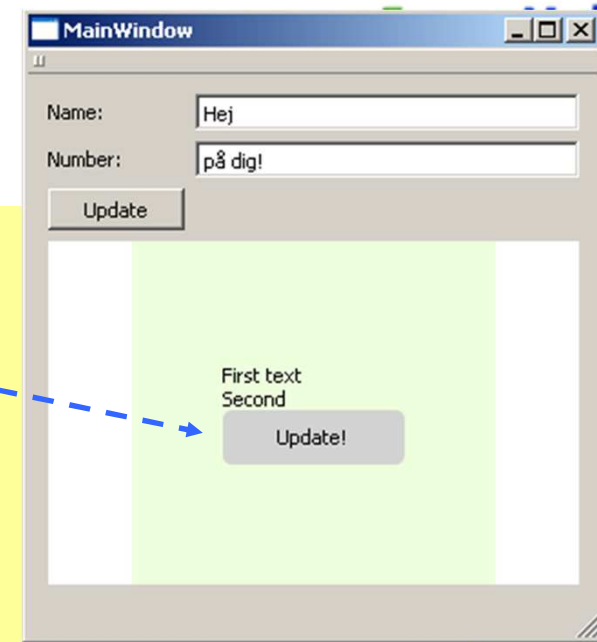 MainWindow
Name:
Hej
Number:
på dig!
Update
First text
Second
Update!